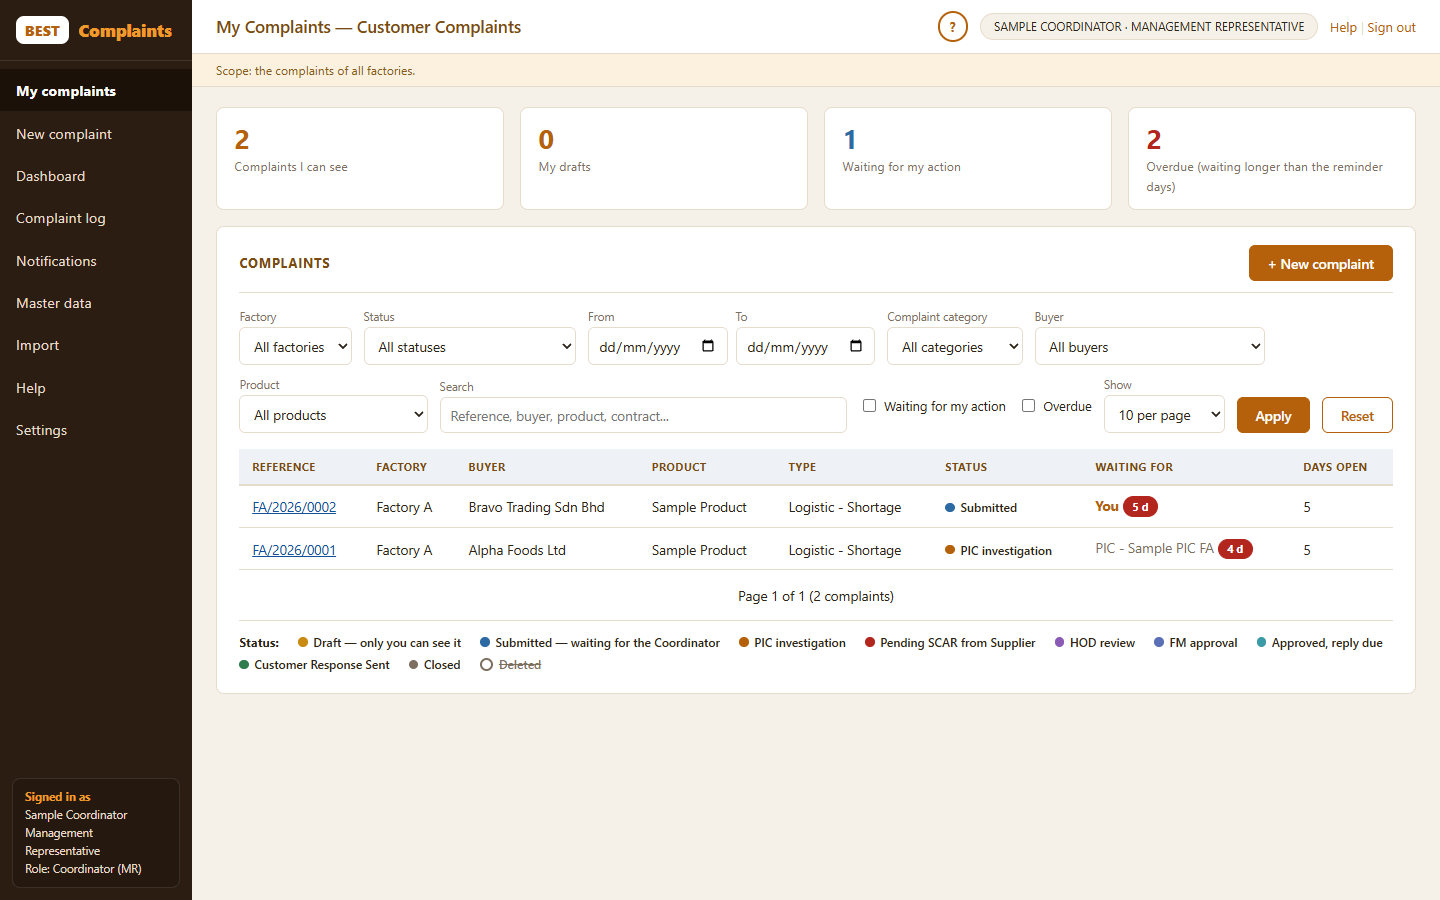 BEST Complaints
My complaints
New complaint
Dashboard
Complaint log
Notifications
Master data
Import
Help
Settings
Signed in as
Sample Coordinator
Management
Representative
Role: Coordinator (MR)
My Complaints — Customer Complaints
? SAMPLE COORDINATOR · MANAGEMENT REPRESENTATIVE Help | Sign out
Scope: the complaints of all factories.
2
Complaints I can see
0
My drafts
1
Waiting for my action
2
Overdue (waiting longer than the reminder
days)
COMPLAINTS
+ New complaint
Factory Status From To Complaint category Buyer
All factories All statuses dd/mm/yyyy dd/mm/yyyy All categories All buyers
Product Search Show
All products Reference, buyer, product, contract... Waiting for my action Overdue 10 per page Apply Reset
REFERENCE FACTORY BUYER PRODUCT TYPE STATUS WAITING FOR DAYS OPEN
FA/2026/0002 Factory A Bravo Trading Sdn Bhd Sample Product Logistic - Shortage Submitted You 5 d 5
FA/2026/0001 Factory A Alpha Foods Ltd Sample Product Logistic - Shortage PIC investigation PIC - Sample PIC FA 4 d 5
Page 1 of 1 (2 complaints)
Status: Draft — only you can see it Submitted — waiting for the Coordinator PIC investigation Pending SCAR from Supplier HOD review FM approval Approved, reply due
Customer Response Sent Closed Deleted